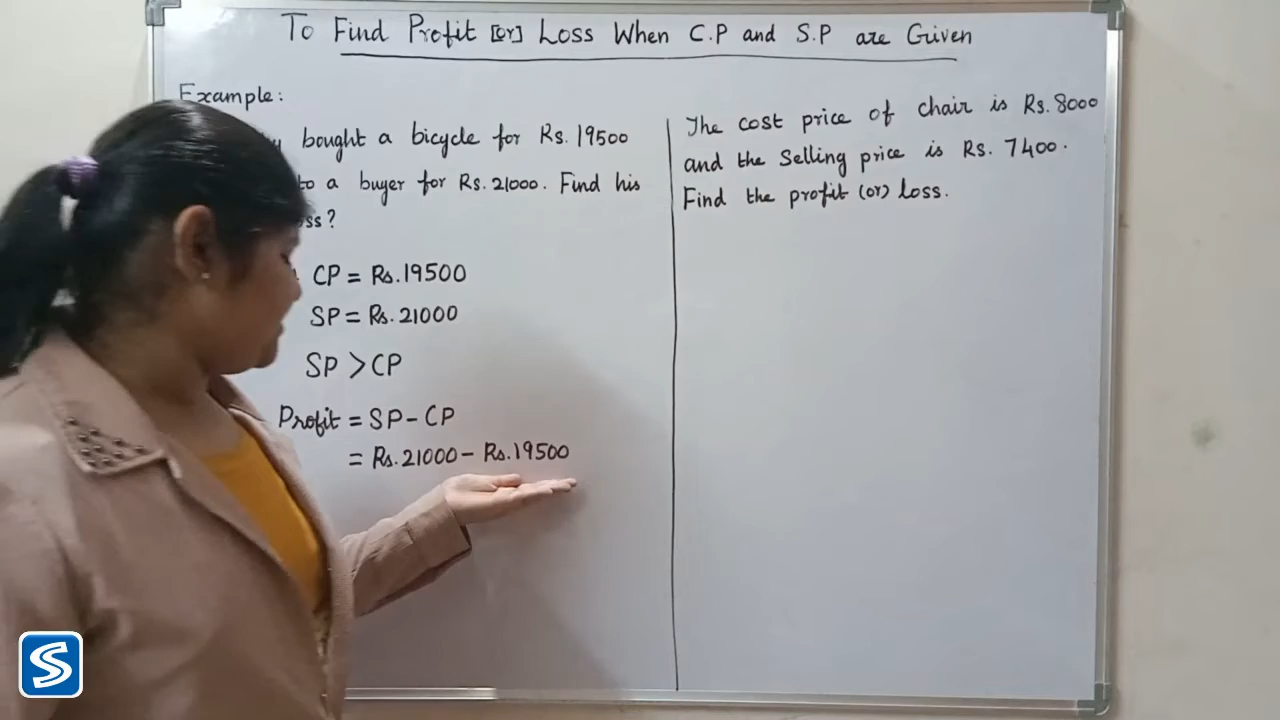 To Find Profit [or] Loss When C.P and S.P are Given
Example:
bought a bicycle for Rs. 19500
to a buyer for Rs. 21000. Find his
?
CP = Rs. 19500
SP = Rs. 21000
SP > CP
Profit = SP - CP
= Rs. 21000 - Rs. 19500
The cost price of chair is Rs. 8000
and the Selling price is Rs. 7400.
Find the profit (or) loss.
S